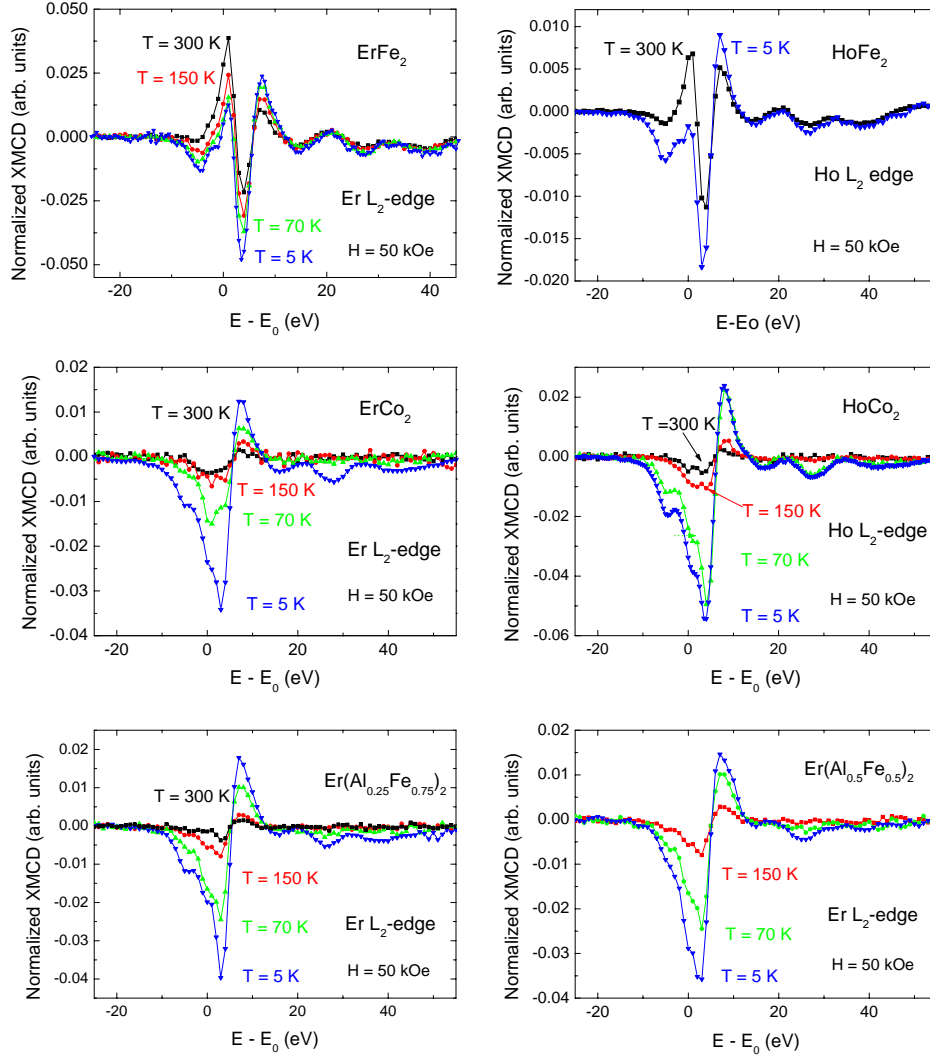 ErFe2
T = 300 K
T = 150 K
T = 70 K
T = 5 K
Er L2-edge
H = 50 kOe
Normalized XMCD (arb. units)
0.050
0.025
0.000
-0.025
-0.050
-20 0 20 40
E - E0 (eV)
HoFe2
T = 300 K
T = 5 K
Ho L2 edge
H = 50 kOe
Normalized XMCD (arb. units)
0.010
0.005
0.000
-0.005
-0.010
-0.015
-0.020
-20 0 20 40
E-Eo (eV)
ErCo2
T = 300 K
T = 150 K
T = 70 K
Er L2-edge
T = 5 K
H = 50 kOe
Normalized XMCD (arb. units)
0.02
0.01
0.00
-0.01
-0.02
-0.03
-0.04
-20 0 20 40
E - E0 (eV)
HoCo2
T =300 K
T = 150 K
Ho L2-edge
T = 70 K
T = 5 K
H = 50 kOe
Normalized XMCD (arb. units)
0.04
0.02
0.00
-0.02
-0.04
-0.06
-20 0 20 40
E - E0 (eV)
Er(Al0.25Fe0.75)2
T = 300 K
T = 150 K
T = 70 K
Er L2-edge
T = 5 K
H = 50 kOe
Normalized XMCD (arb. units)
0.02
0.01
0.00
-0.01
-0.02
-0.03
-0.04
-20 0 20 40
E - E0 (eV)
Er(Al0.5Fe0.5)2
T = 150 K
T = 70 K
Er L2-edge
T = 5 K
H = 50 kOe
Normalized XMCD (arb. units)
0.02
0.01
0.00
-0.01
-0.02
-0.03
-0.04
-20 0 20 40
E - E0 (eV)